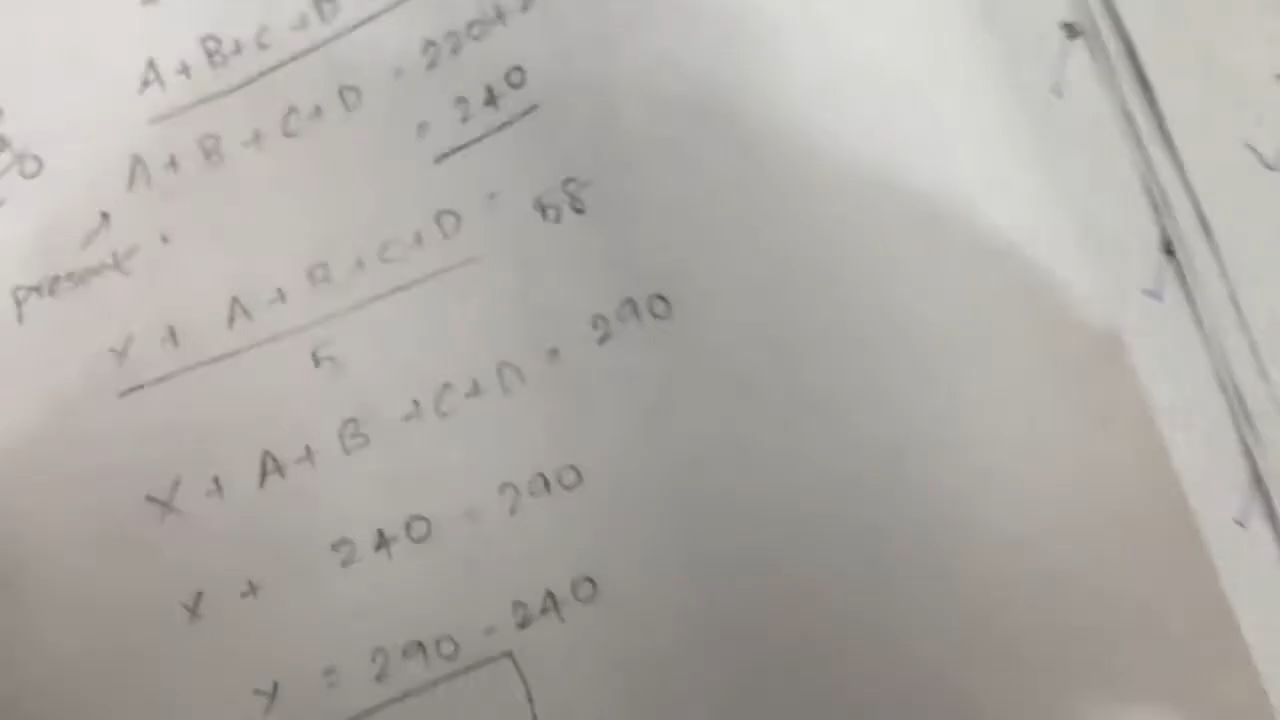 A+B+C+D
A+B+C+D = 220+
= 240
present
X + A+B+C+D = 58
5
X + A+B+C+D = 290
X + 240 = 290
X = 290 - 240